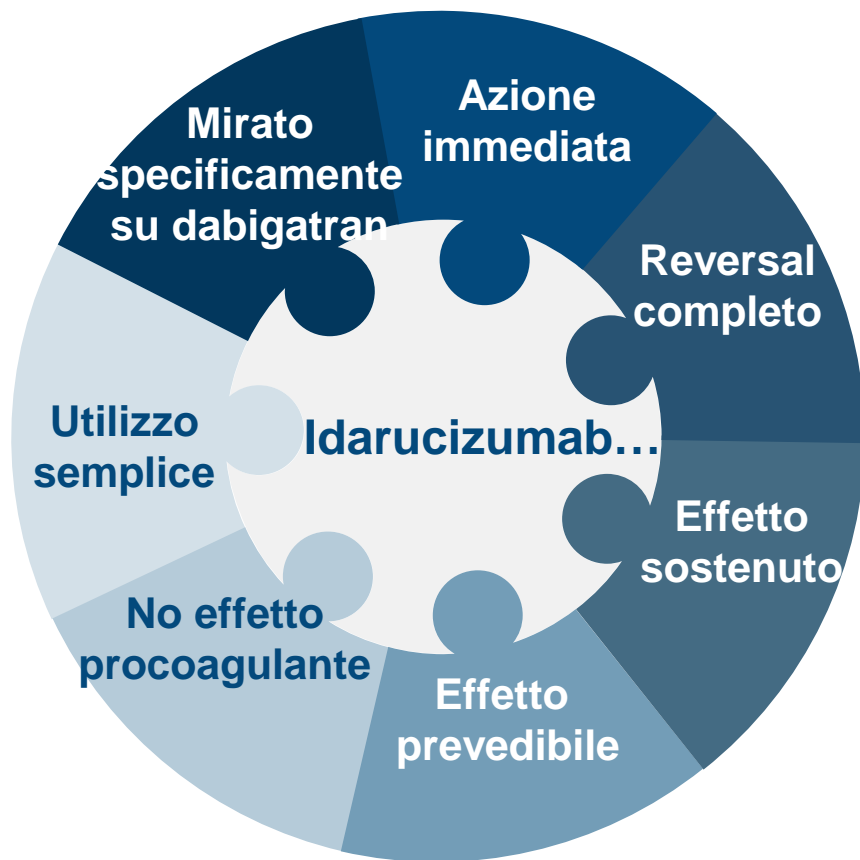 Mirato
specificamente
su dabigatran
Azione
immediata
Reversal
completo
Effetto
sostenuto
Effetto
prevedibile
No effetto
procoagulante
Utilizzo
semplice
Idarucizumab…